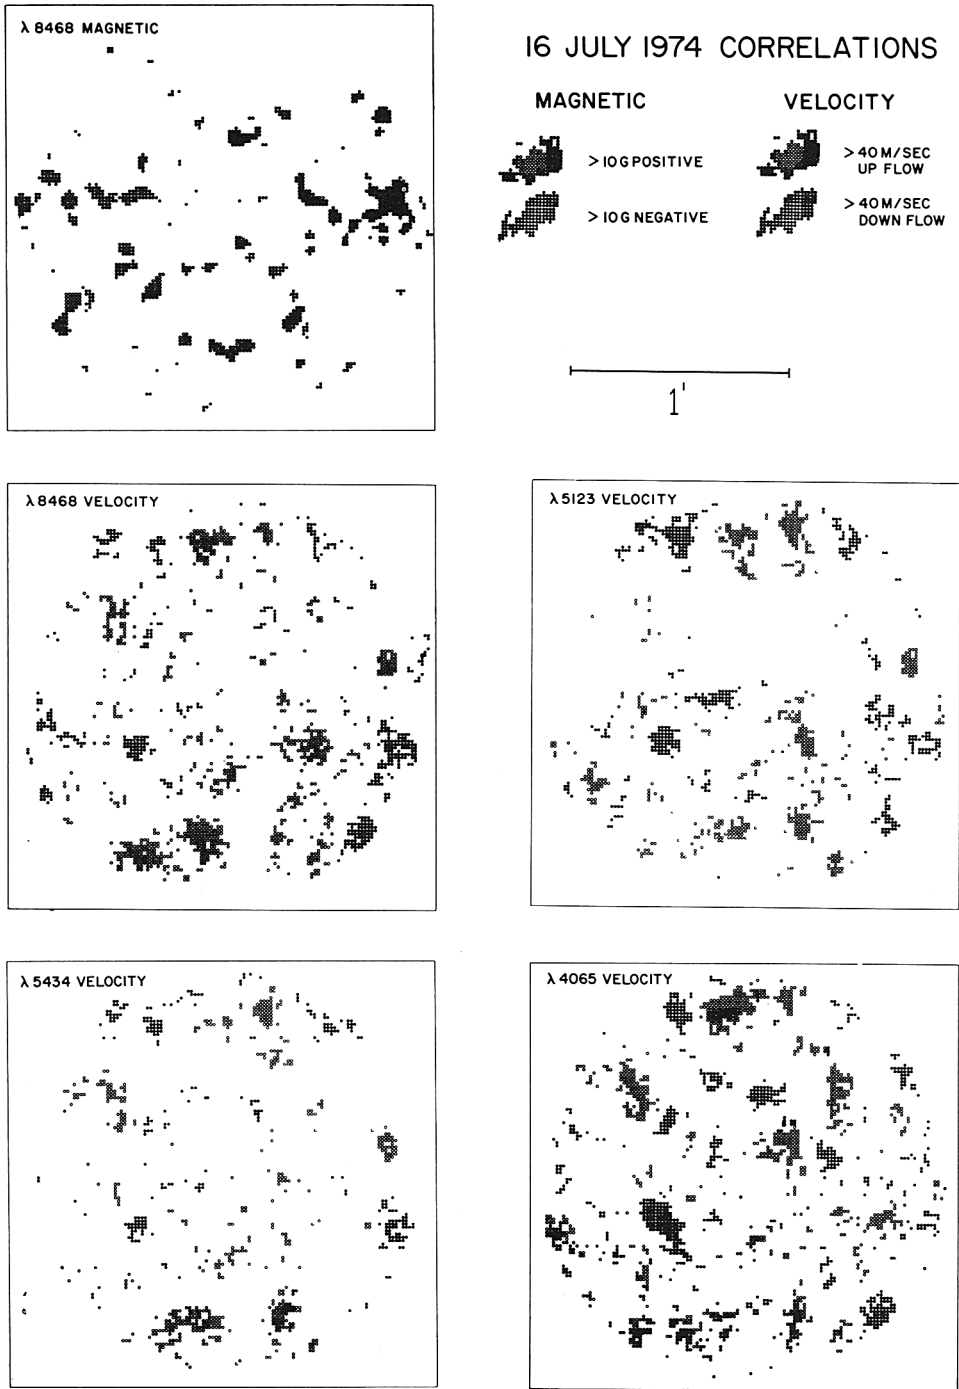 λ 8468 MAGNETIC
16 JULY 1974 CORRELATIONS
MAGNETIC
VELOCITY
> 10 G POSITIVE
> 40 M/SEC
UP FLOW
> 10 G NEGATIVE
> 40 M/SEC
DOWN FLOW
1'
λ 8468 VELOCITY
λ 5123 VELOCITY
λ 5434 VELOCITY
λ 4065 VELOCITY